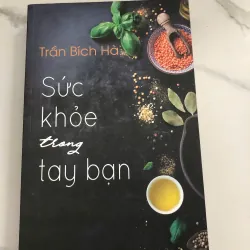 Trần Bích Hà
Sức
khỏe
trong
tay bạn